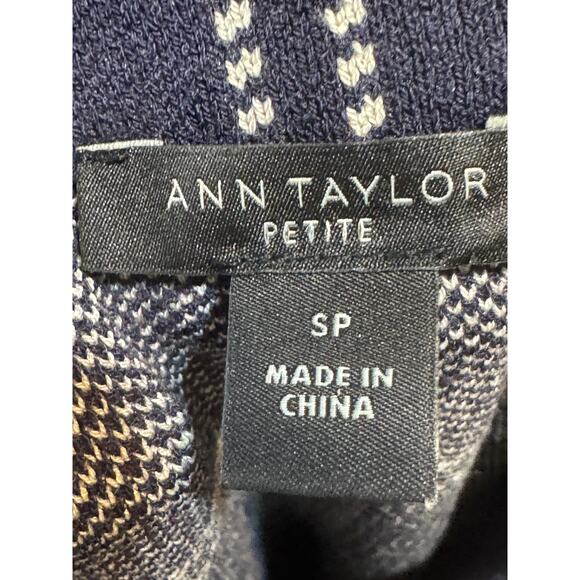 ANN TAYLOR
PETITE
SP
MADE IN
CHINA